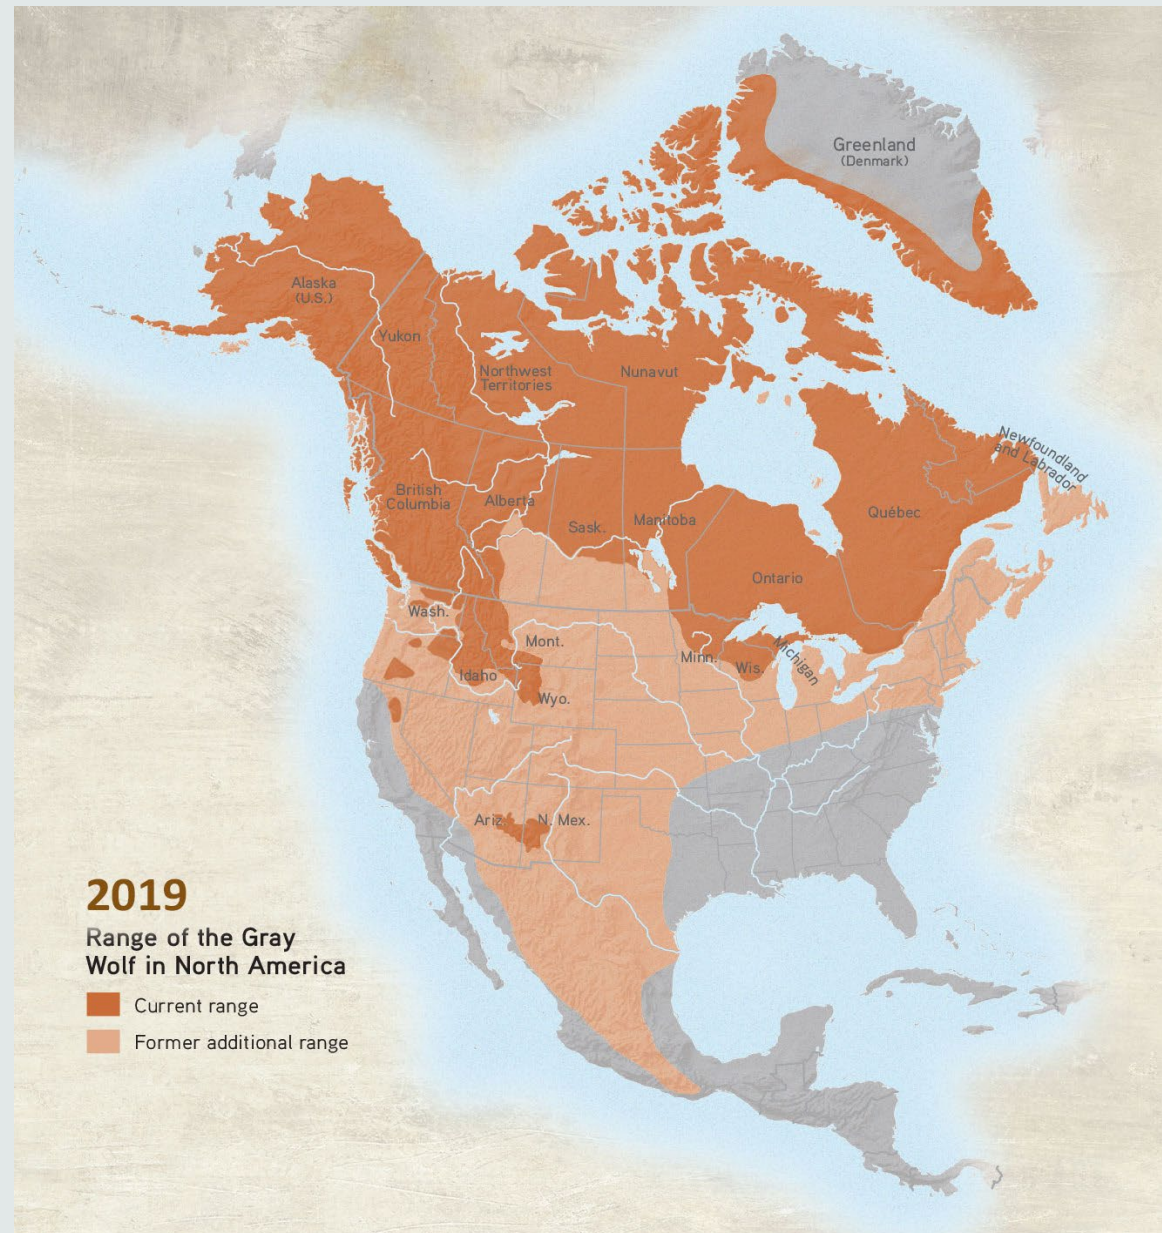 Greenland
(Denmark)
Alaska
(U.S.)
Yukon
Northwest
Territories
Nunavut
Newfoundland
and Labrador
British
Columbia
Alberta
Sask.
Manitoba
Québec
Ontario
Wash.
Mont.
Minn.
Wis.
Michigan
Idaho
Wyo.
Ariz.
N. Mex.
2019
Range of the Gray
Wolf in North America
Current range
Former additional range